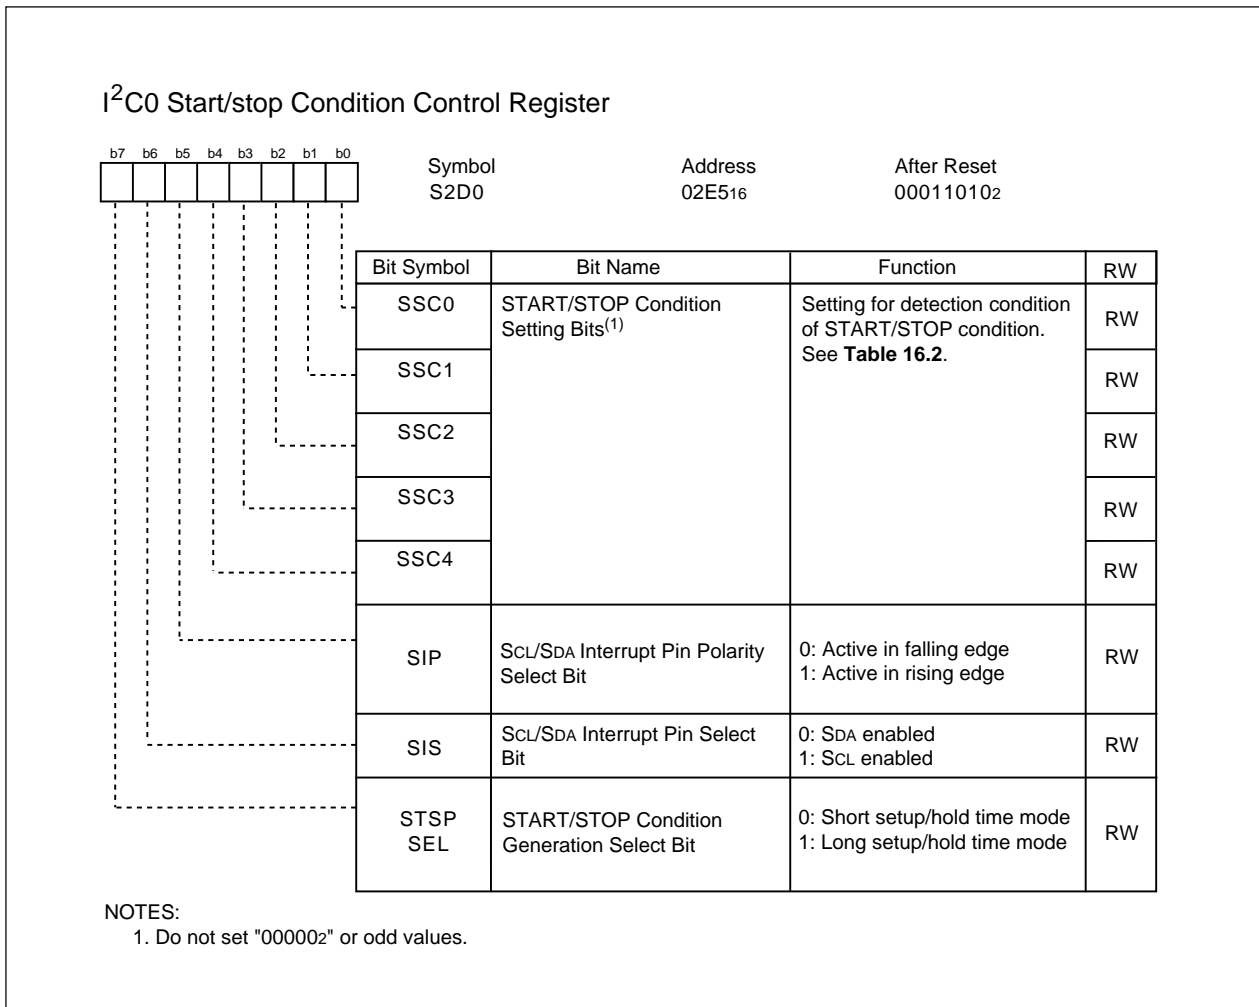 I²C0 Start/stop Condition Control Register
b7 b6 b5 b4 b3 b2 b1 b0
Symbol Address After Reset
S2D0 02E516 000110102
Bit Symbol Bit Name Function RW
SSC0 START/STOP Condition Setting for detection condition RW
Setting Bits(1) of START/STOP condition.
See Table 16.2.
SSC1 RW
SSC2 RW
SSC3 RW
SSC4 RW
SIP SCL/SDA Interrupt Pin Polarity 0: Active in falling edge RW
Select Bit 1: Active in rising edge
SIS SCL/SDA Interrupt Pin Select 0: SDA enabled RW
Bit 1: SCL enabled
STSP START/STOP Condition 0: Short setup/hold time mode RW
SEL Generation Select Bit 1: Long setup/hold time mode
NOTES:
1. Do not set "000002" or odd values.